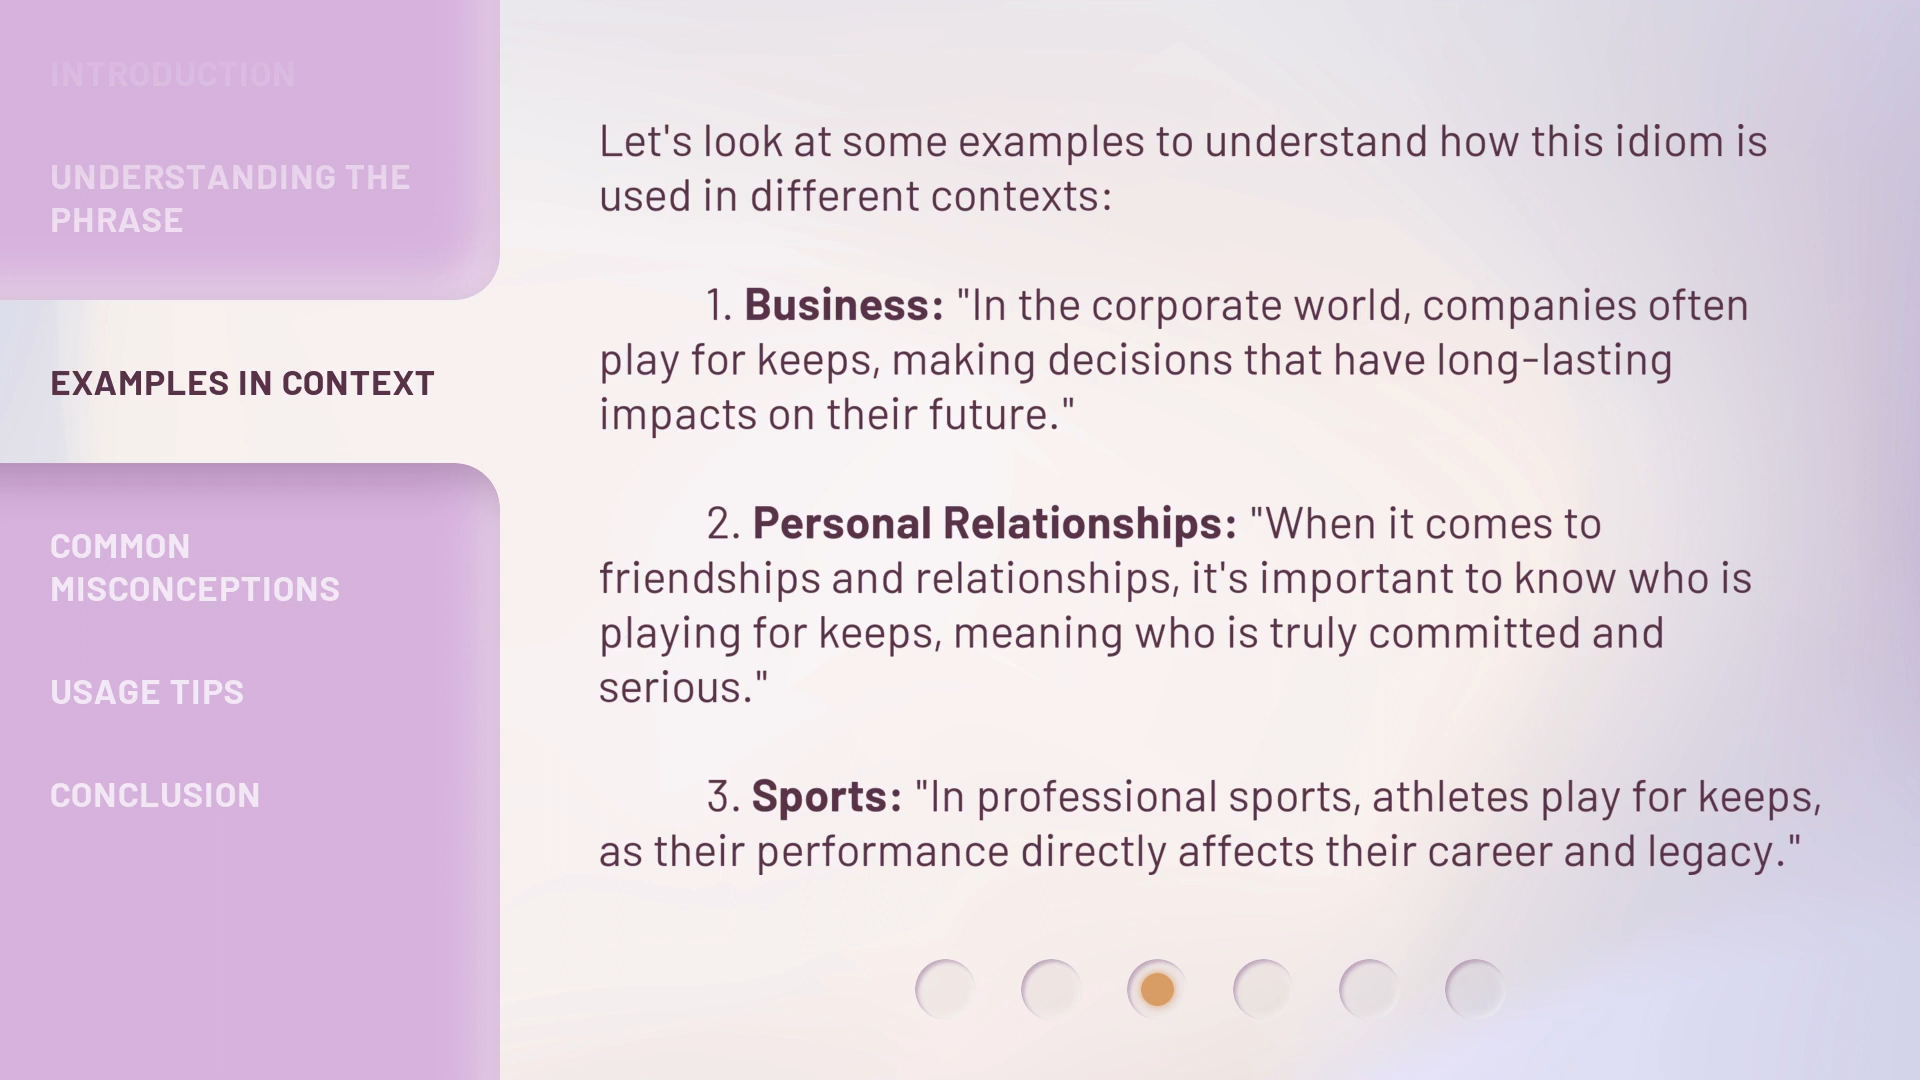 INTRODUCTION
UNDERSTANDING THE
PHRASE
EXAMPLES IN CONTEXT
COMMON
MISCONCEPTIONS
USAGE TIPS
CONCLUSION
Let's look at some examples to understand how this idiom is
used in different contexts:
1. Business: "In the corporate world, companies often
play for keeps, making decisions that have long-lasting
impacts on their future."
2. Personal Relationships: "When it comes to
friendships and relationships, it's important to know who is
playing for keeps, meaning who is truly committed and
serious."
3. Sports: "In professional sports, athletes play for keeps,
as their performance directly affects their career and legacy."